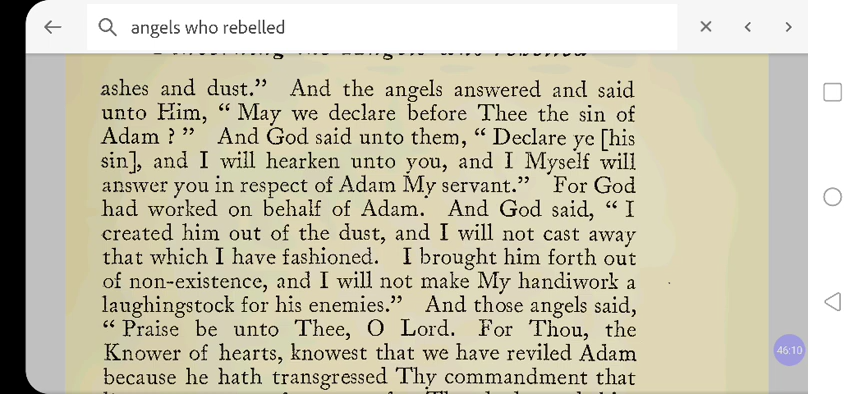 angels who rebelled
Concerning the Angels who rebelled
ashes and dust.” And the angels answered and said
unto Him, “ May we declare before Thee the sin of
Adam ? ” And God said unto them, “ Declare ye [his
sin], and I will hearken unto you, and I Myself will
answer you in respect of Adam My servant.” For God
had worked on behalf of Adam. And God said, “ I
created him out of the dust, and I will not cast away
that which I have fashioned. I brought him forth out
of non-existence, and I will not make My handiwork a
laughingstock for his enemies.” And those angels said,
“ Praise be unto Thee, O Lord. For Thou, the
Knower of hearts, knowest that we have reviled Adam
because he hath transgressed Thy commandment that
46:10